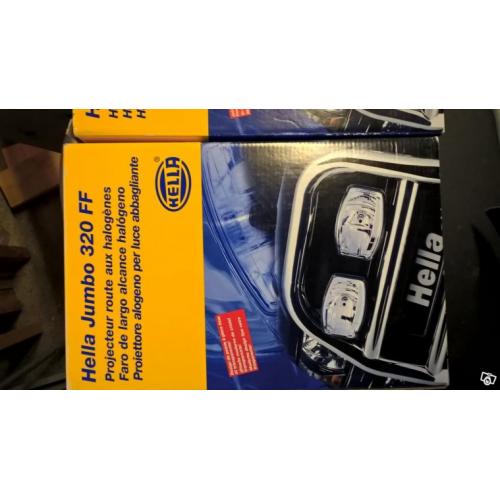 Hella Jumbo 320 FF
Projecteur route aux halogènes
Faro de largo alcance halógeno
Proiettore alogeno per luce abbagliante
HELLA
Hella